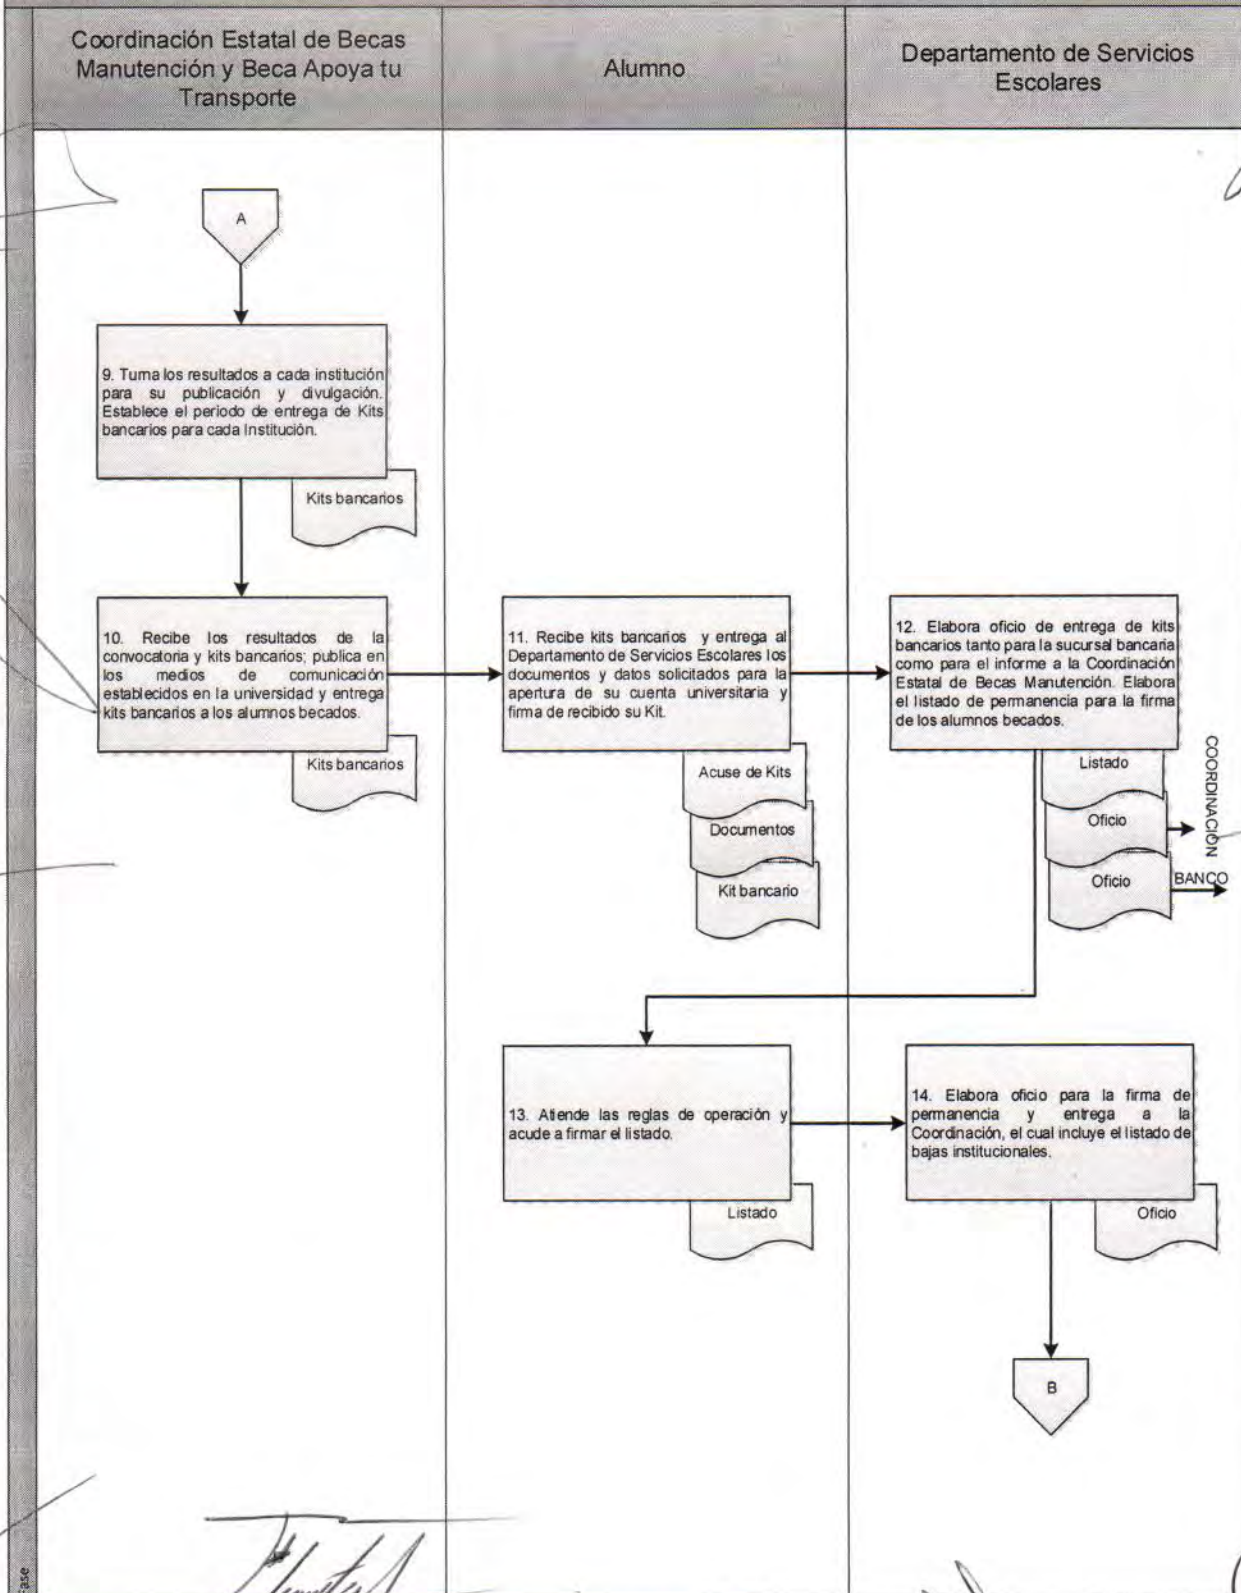 Coordinación Estatal de Becas
Manutención y Beca Apoya tu
Transporte
Alumno
Departamento de Servicios
Escolares
A
9. Turna los resultados a cada institución
para su publicación y divulgación.
Establece el periodo de entrega de Kits
bancarios para cada Institución.
Kits bancarios
10. Recibe los resultados de la
convocatoria y kits bancarios; publica en
los medios de comunicación
establecidos en la universidad y entrega
kits bancarios a los alumnos becados.
Kits bancarios
11. Recibe kits bancarios y entrega al
Departamento de Servicios Escolares los
documentos y datos solicitados para la
apertura de su cuenta universitaria y
firma de recibido su Kit.
Acuse de Kits
Documentos
Kit bancario
12. Elabora oficio de entrega de kits
bancarios tanto para la sucursal bancaria
como para el informe a la Coordinación
Estatal de Becas Manutención. Elabora
el listado de permanencia para la firma
de los alumnos becados.
Listado
Oficio
COORDINACIÓN
Oficio
BANCO
13. Atiende las reglas de operación y
acude a firmar el listado.
Listado
14. Elabora oficio para la firma de
permanencia y entrega a la
Coordinación, el cual incluye el listado de
bajas institucionales.
Oficio
B